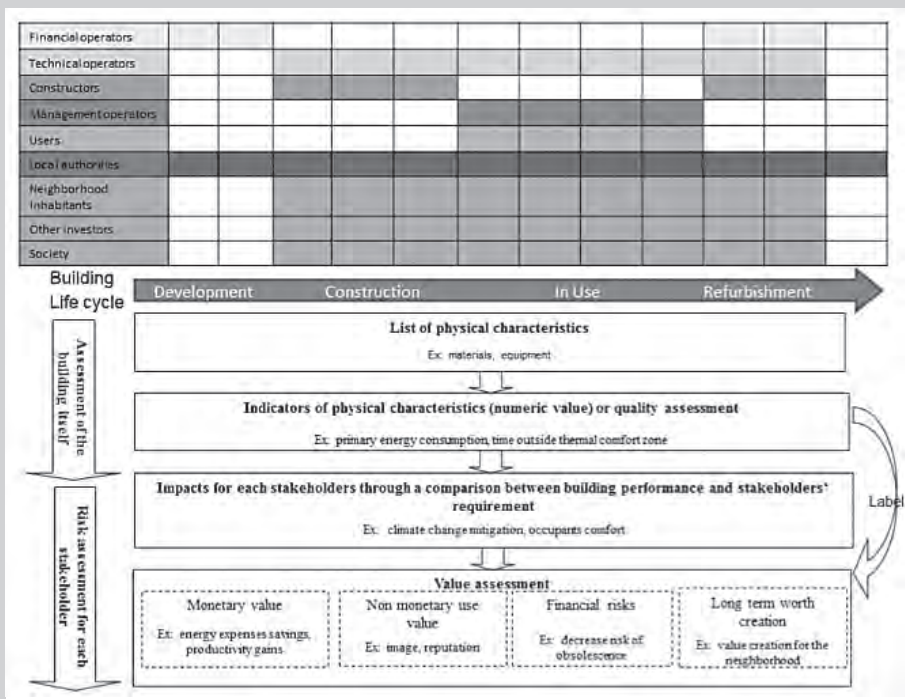 Financial operators
Technical operators
Constructors
Management operators
Users
Local authorities
Neighborhood
Inhabitants
Other investors
Society
Building
Life cycle
Development
Construction
In Use
Refurbishment
Assessment of the
building itself
Risk assessment for each
stakeholder
List of physical characteristics
Ex: materials, equipment
Indicators of physical characteristics (numeric value) or quality assessment
Ex: primary energy consumption, time outside thermal comfort zone
Impacts for each stakeholders through a comparison between building performance and stakeholders'
requirement
Ex: climate change mitigation, occupants comfort
Label
Value assessment
Monetary value
Ex: energy expenses savings,
productivity gains
Non monetary use
value
Ex: image, reputation
Financial risks
Ex: decrease risk of
obsolescence
Long term worth
creation
Ex: value creation for the
neighborhood